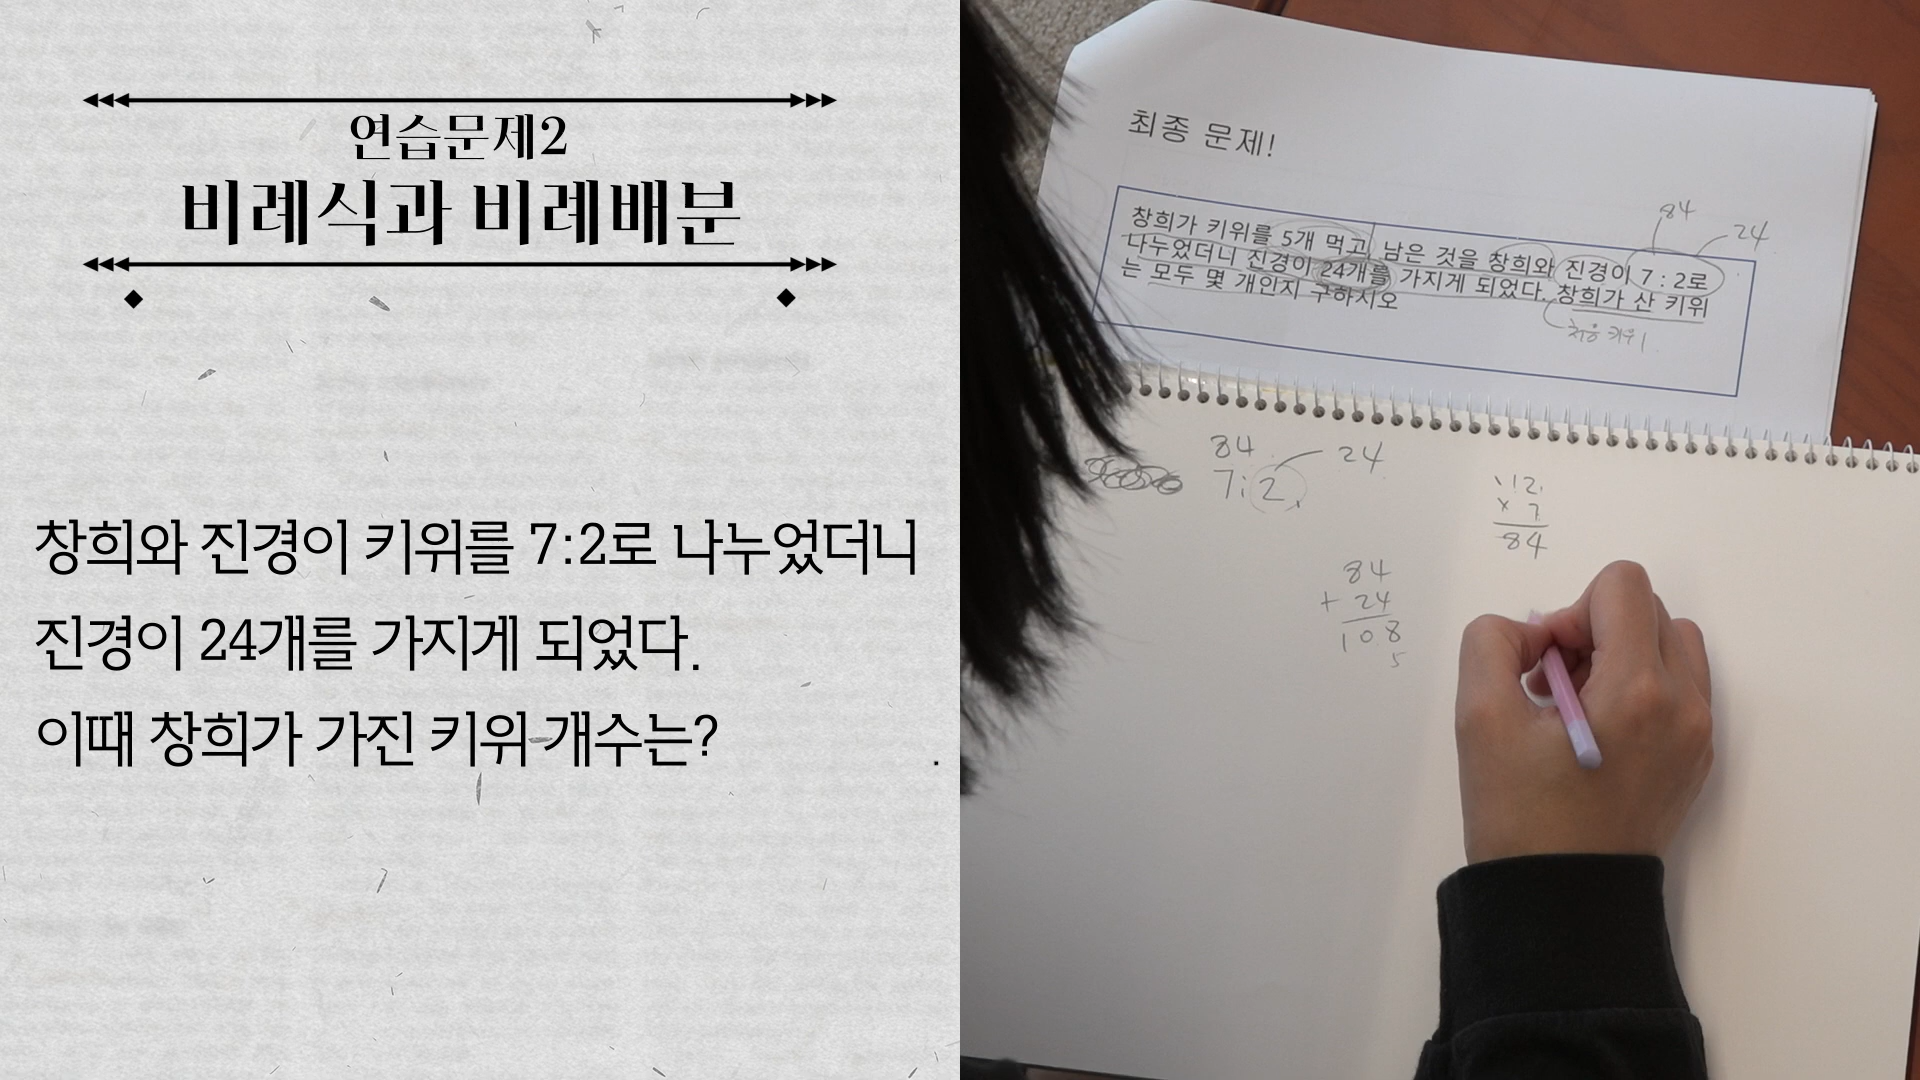 연습문제2
비례식과 비례배분
창희와 진경이 키위를 7:2로 나누었더니
진경이 24개를 가지게 되었다.
이때 창희가 가진 키위 개수는?
.
최종 문제!
84
24
창희가 키위를 5개 먹고, 남은 것을 창희와 진경이 7 : 2로
나누었더니 진경이 24개를 가지게 되었다. 창희가 산 키위
는 모두 몇 개인지 구하시오
처음 키위
84
24
7:2
12
× 7
84
84
+ 24
108
5